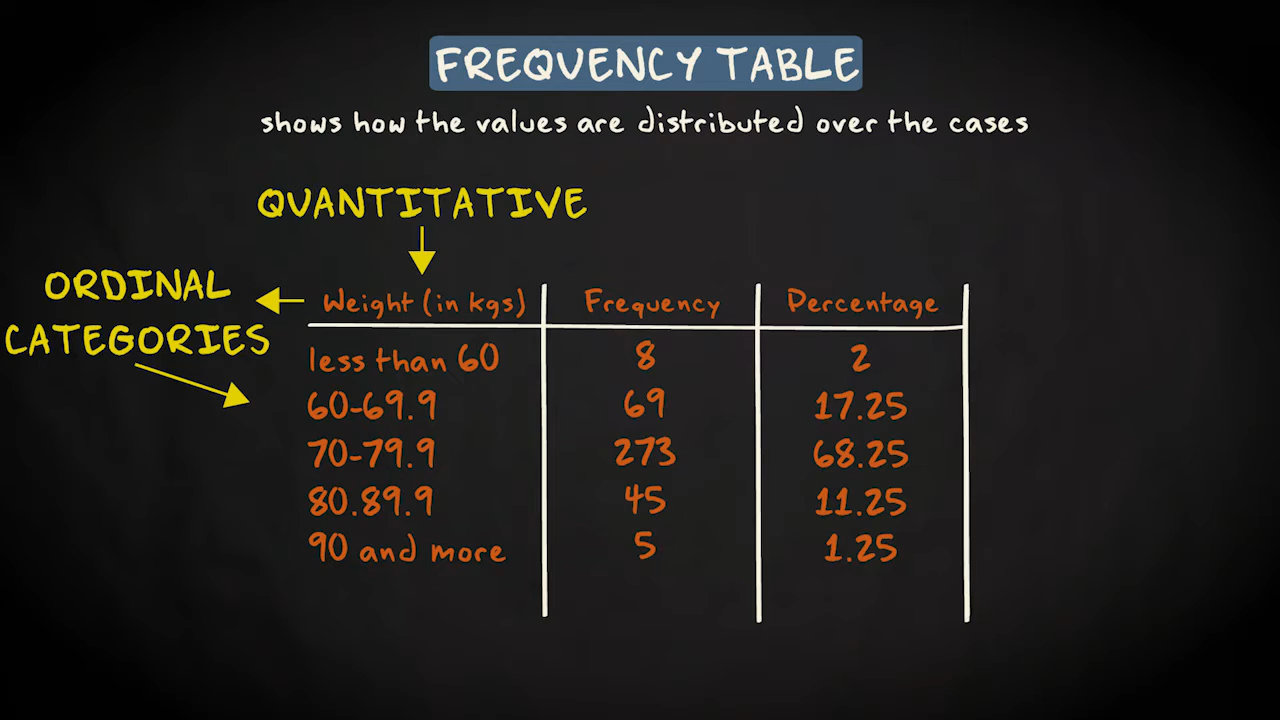 FREQUENCY TABLE
shows how the values are distributed over the cases
QUANTITATIVE
ORDINAL
CATEGORIES
Weight (in kgs) Frequency Percentage
less than 60 8 2
60-69.9 69 17.25
70-79.9 273 68.25
80.89.9 45 11.25
90 and more 5 1.25